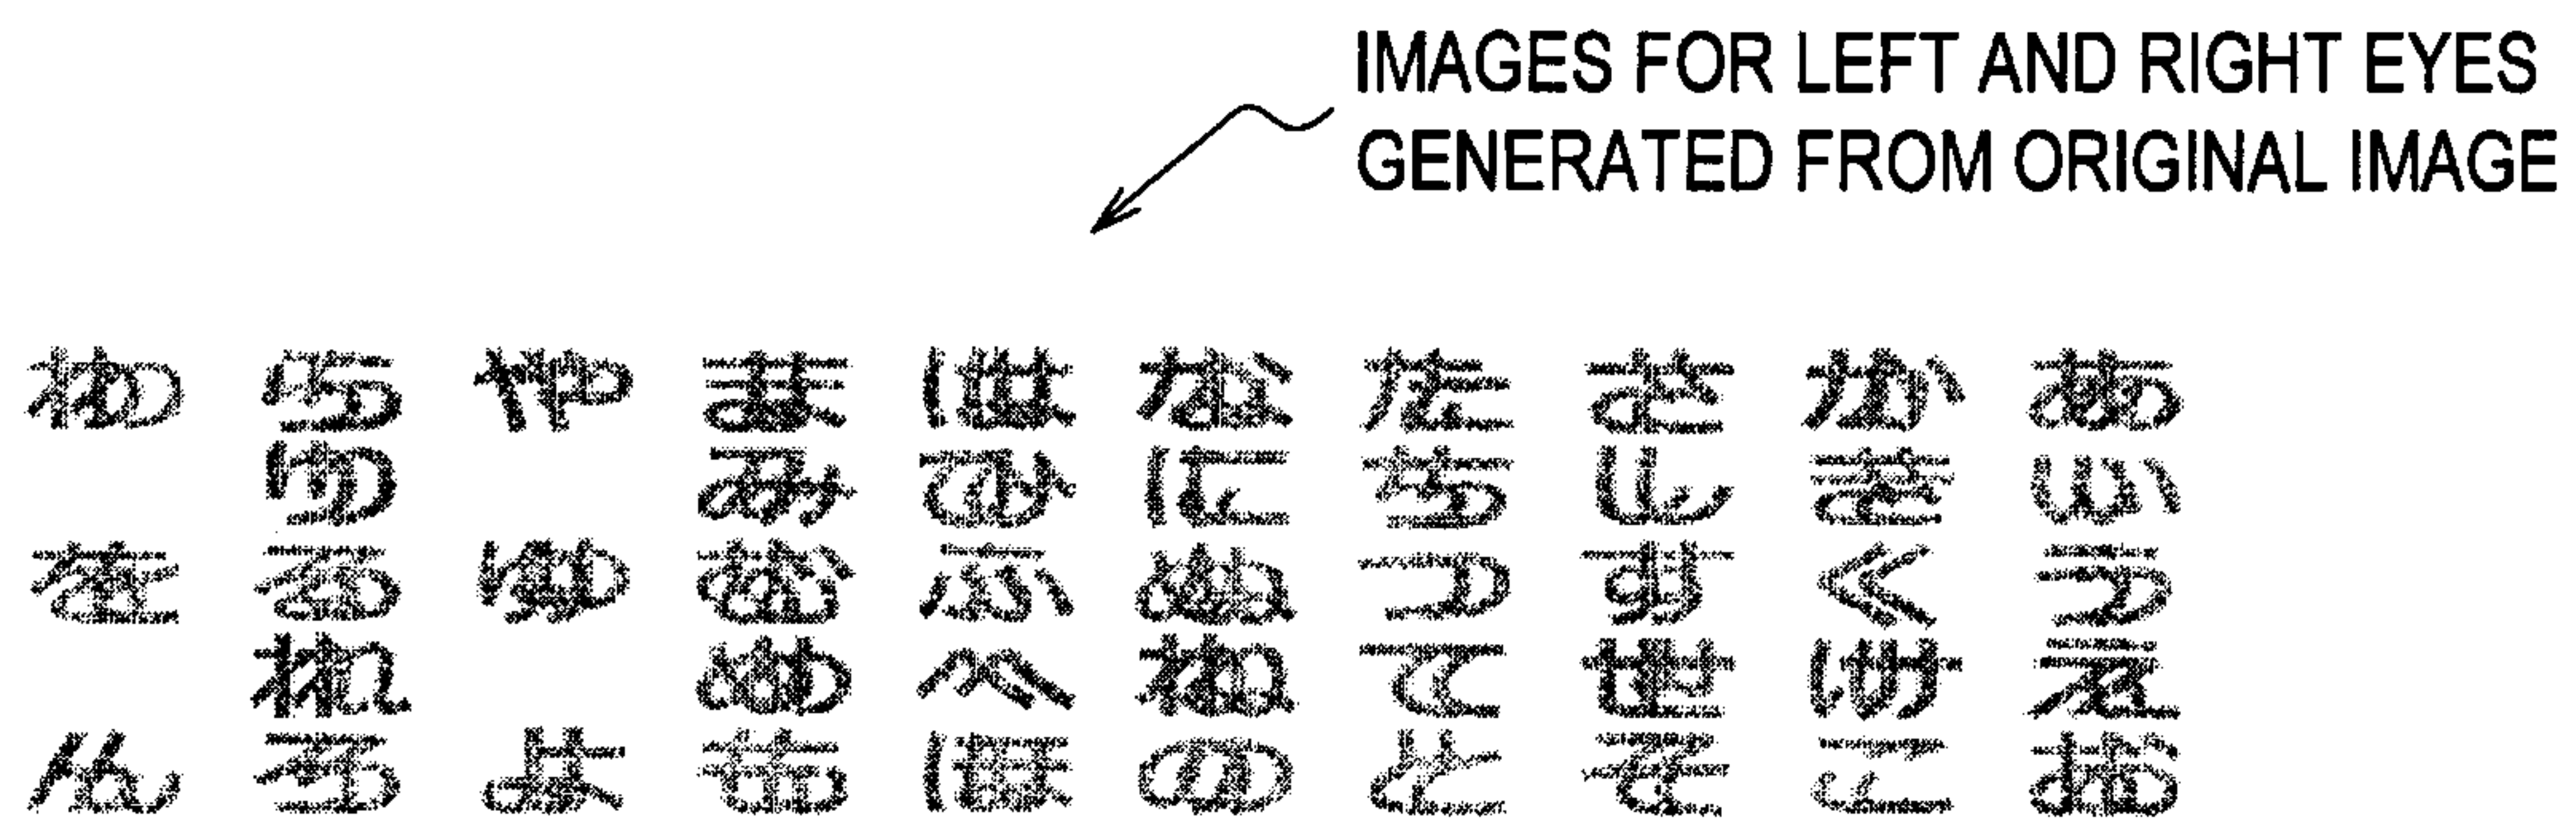 IMAGES FOR LEFT AND RIGHT EYES
GENERATED FROM ORIGINAL IMAGE
わ ら や ま は な た さ か あ
り み ひ に ち し き い
を る ゆ む ふ ぬ つ す く う
れ め へ ね て せ け え
ん ろ よ も ほ の と そ こ お